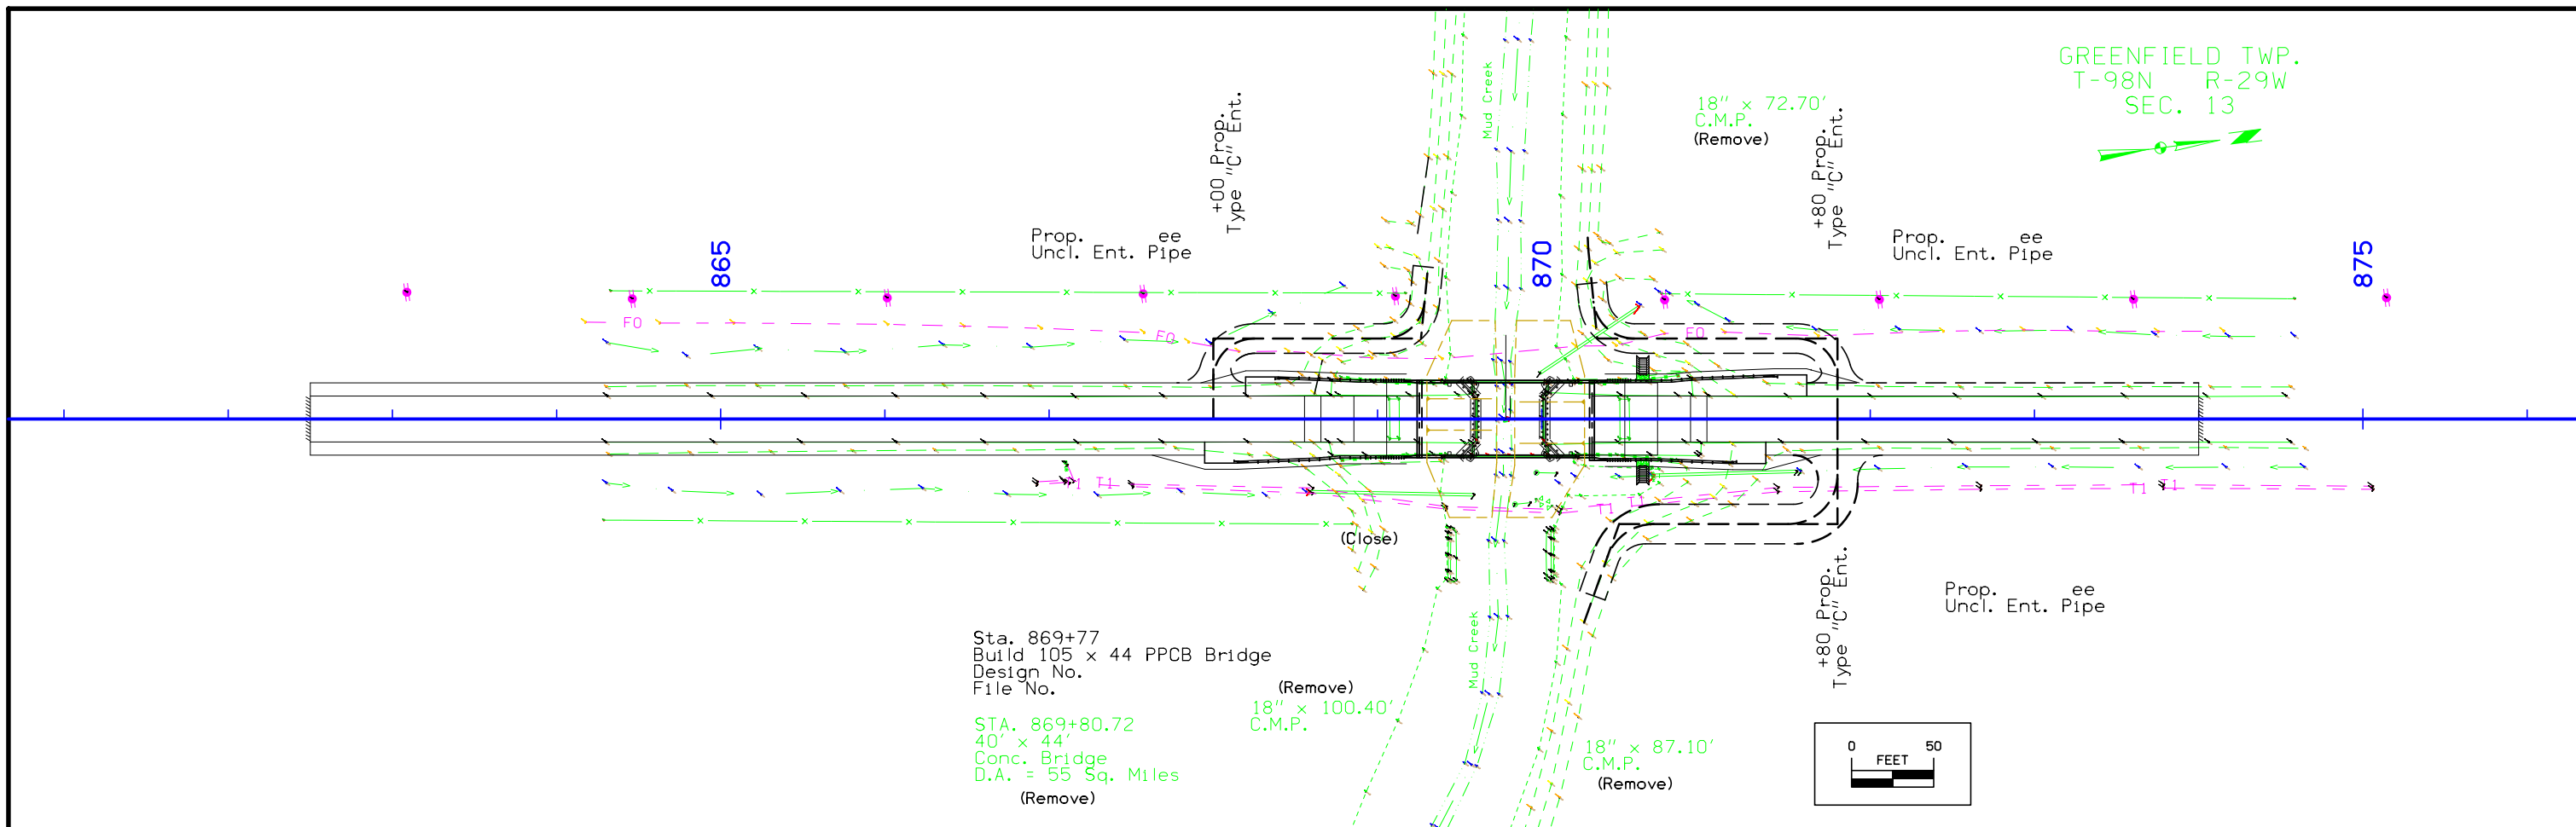 GREENFIELD TWP.
T-98N R-29W
SEC. 13
Mud Creek
18" x 72.70'
C.M.P.
(Remove)
+00 Prop.
Type "C" Ent.
+80 Prop.
Type "C" Ent.
Prop. ee
Uncl. Ent. Pipe
Prop. ee
Uncl. Ent. Pipe
865
870
875
FO
FO
FO
T1
T1
T1
T1
T1
T1
(Close)
+80 Prop.
Type "C" Ent.
Prop. ee
Uncl. Ent. Pipe
Sta. 869+77
Build 105 x 44 PPCB Bridge
Design No.
File No.
(Remove)
18" x 100.40'
C.M.P.
Mud Creek
STA. 869+80.72
40' x 44'
Conc. Bridge
D.A. = 55 Sq. Miles
(Remove)
18" x 87.10'
C.M.P.
(Remove)
0 50
FEET